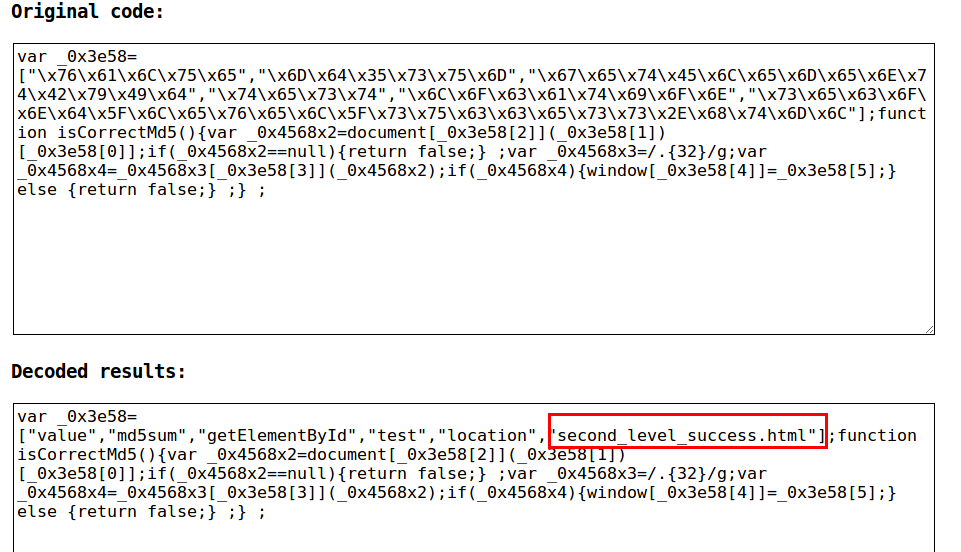 Original code:
var _0x3e58=
["\x76\x61\x6C\x75\x65","\x6D\x64\x35\x73\x75\x6D","\x67\x65\x74\x45\x6C\x65\x6D\x65\x6E\x7
4\x42\x79\x49\x64","\x74\x65\x73\x74","\x6C\x6F\x63\x61\x74\x69\x6F\x6E","\x73\x65\x63\x6F\
x6E\x64\x5F\x6C\x65\x76\x65\x6C\x5F\x73\x75\x63\x63\x65\x73\x73\x2E\x68\x74\x6D\x6C"];funct
ion isCorrectMd5(){var _0x4568x2=document[_0x3e58[2]](_0x3e58[1])
[_0x3e58[0]];if(_0x4568x2==null){return false;} ;var _0x4568x3=/.{32}/g;var
_0x4568x4=_0x4568x3[_0x3e58[3]](_0x4568x2);if(_0x4568x4){window[_0x3e58[4]]=_0x3e58[5];}
else {return false;} ;} ;
Decoded results:
var _0x3e58=
["value","md5sum","getElementById","test","location","second_level_success.html"];function
isCorrectMd5(){var _0x4568x2=document[_0x3e58[2]](_0x3e58[1])
[_0x3e58[0]];if(_0x4568x2==null){return false;} ;var _0x4568x3=/.{32}/g;var
_0x4568x4=_0x4568x3[_0x3e58[3]](_0x4568x2);if(_0x4568x4){window[_0x3e58[4]]=_0x3e58[5];}
else {return false;} ;} ;